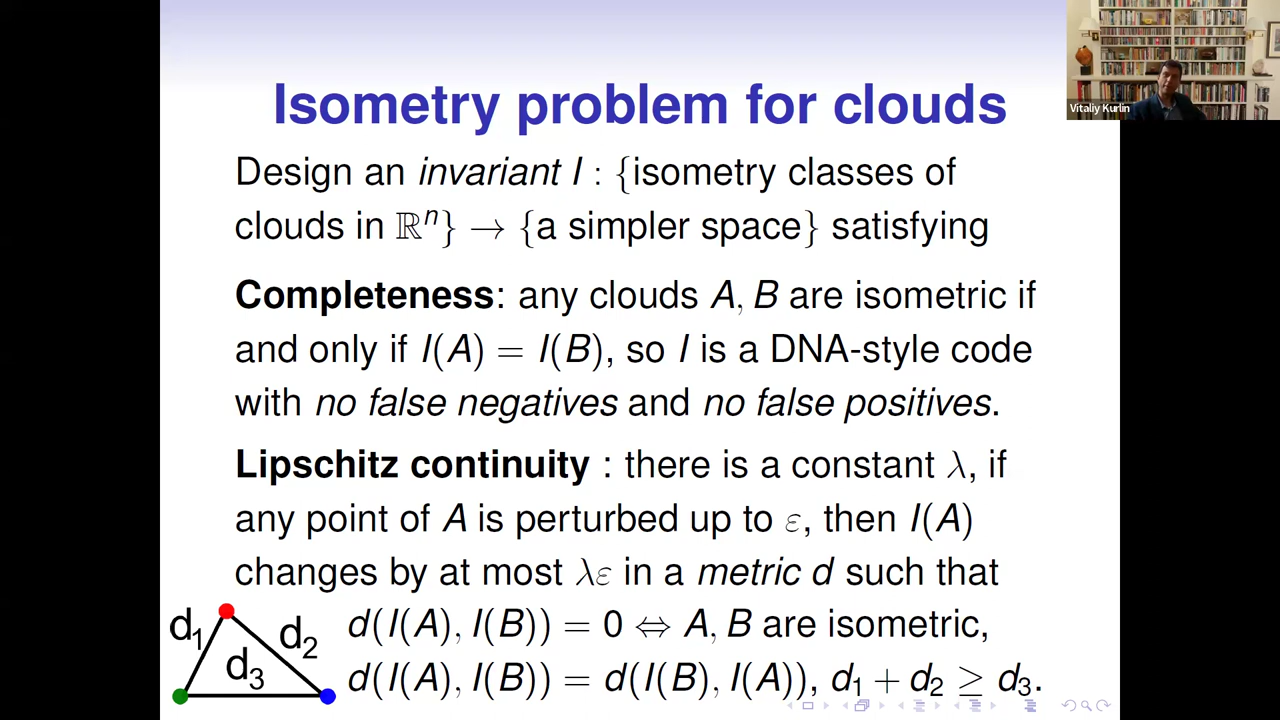 Isometry problem for clouds
Vitaliy Kurlin
Design an invariant I : {isometry classes of
clouds in ℝⁿ} → {a simpler space} satisfying
Completeness: any clouds A, B are isometric if
and only if I(A) = I(B), so I is a DNA-style code
with no false negatives and no false positives.
Lipschitz continuity : there is a constant λ, if
any point of A is perturbed up to ε, then I(A)
changes by at most λε in a metric d such that
d(I(A), I(B)) = 0 ⇔ A, B are isometric,
d(I(A), I(B)) = d(I(B), I(A)), d₁ + d₂ ≥ d₃.
d₁
d₂
d₃